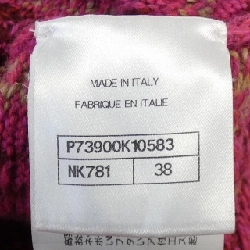 MADE IN ITALY
FABRIQUE EN ITALIE
P73900K10583
NK781 38